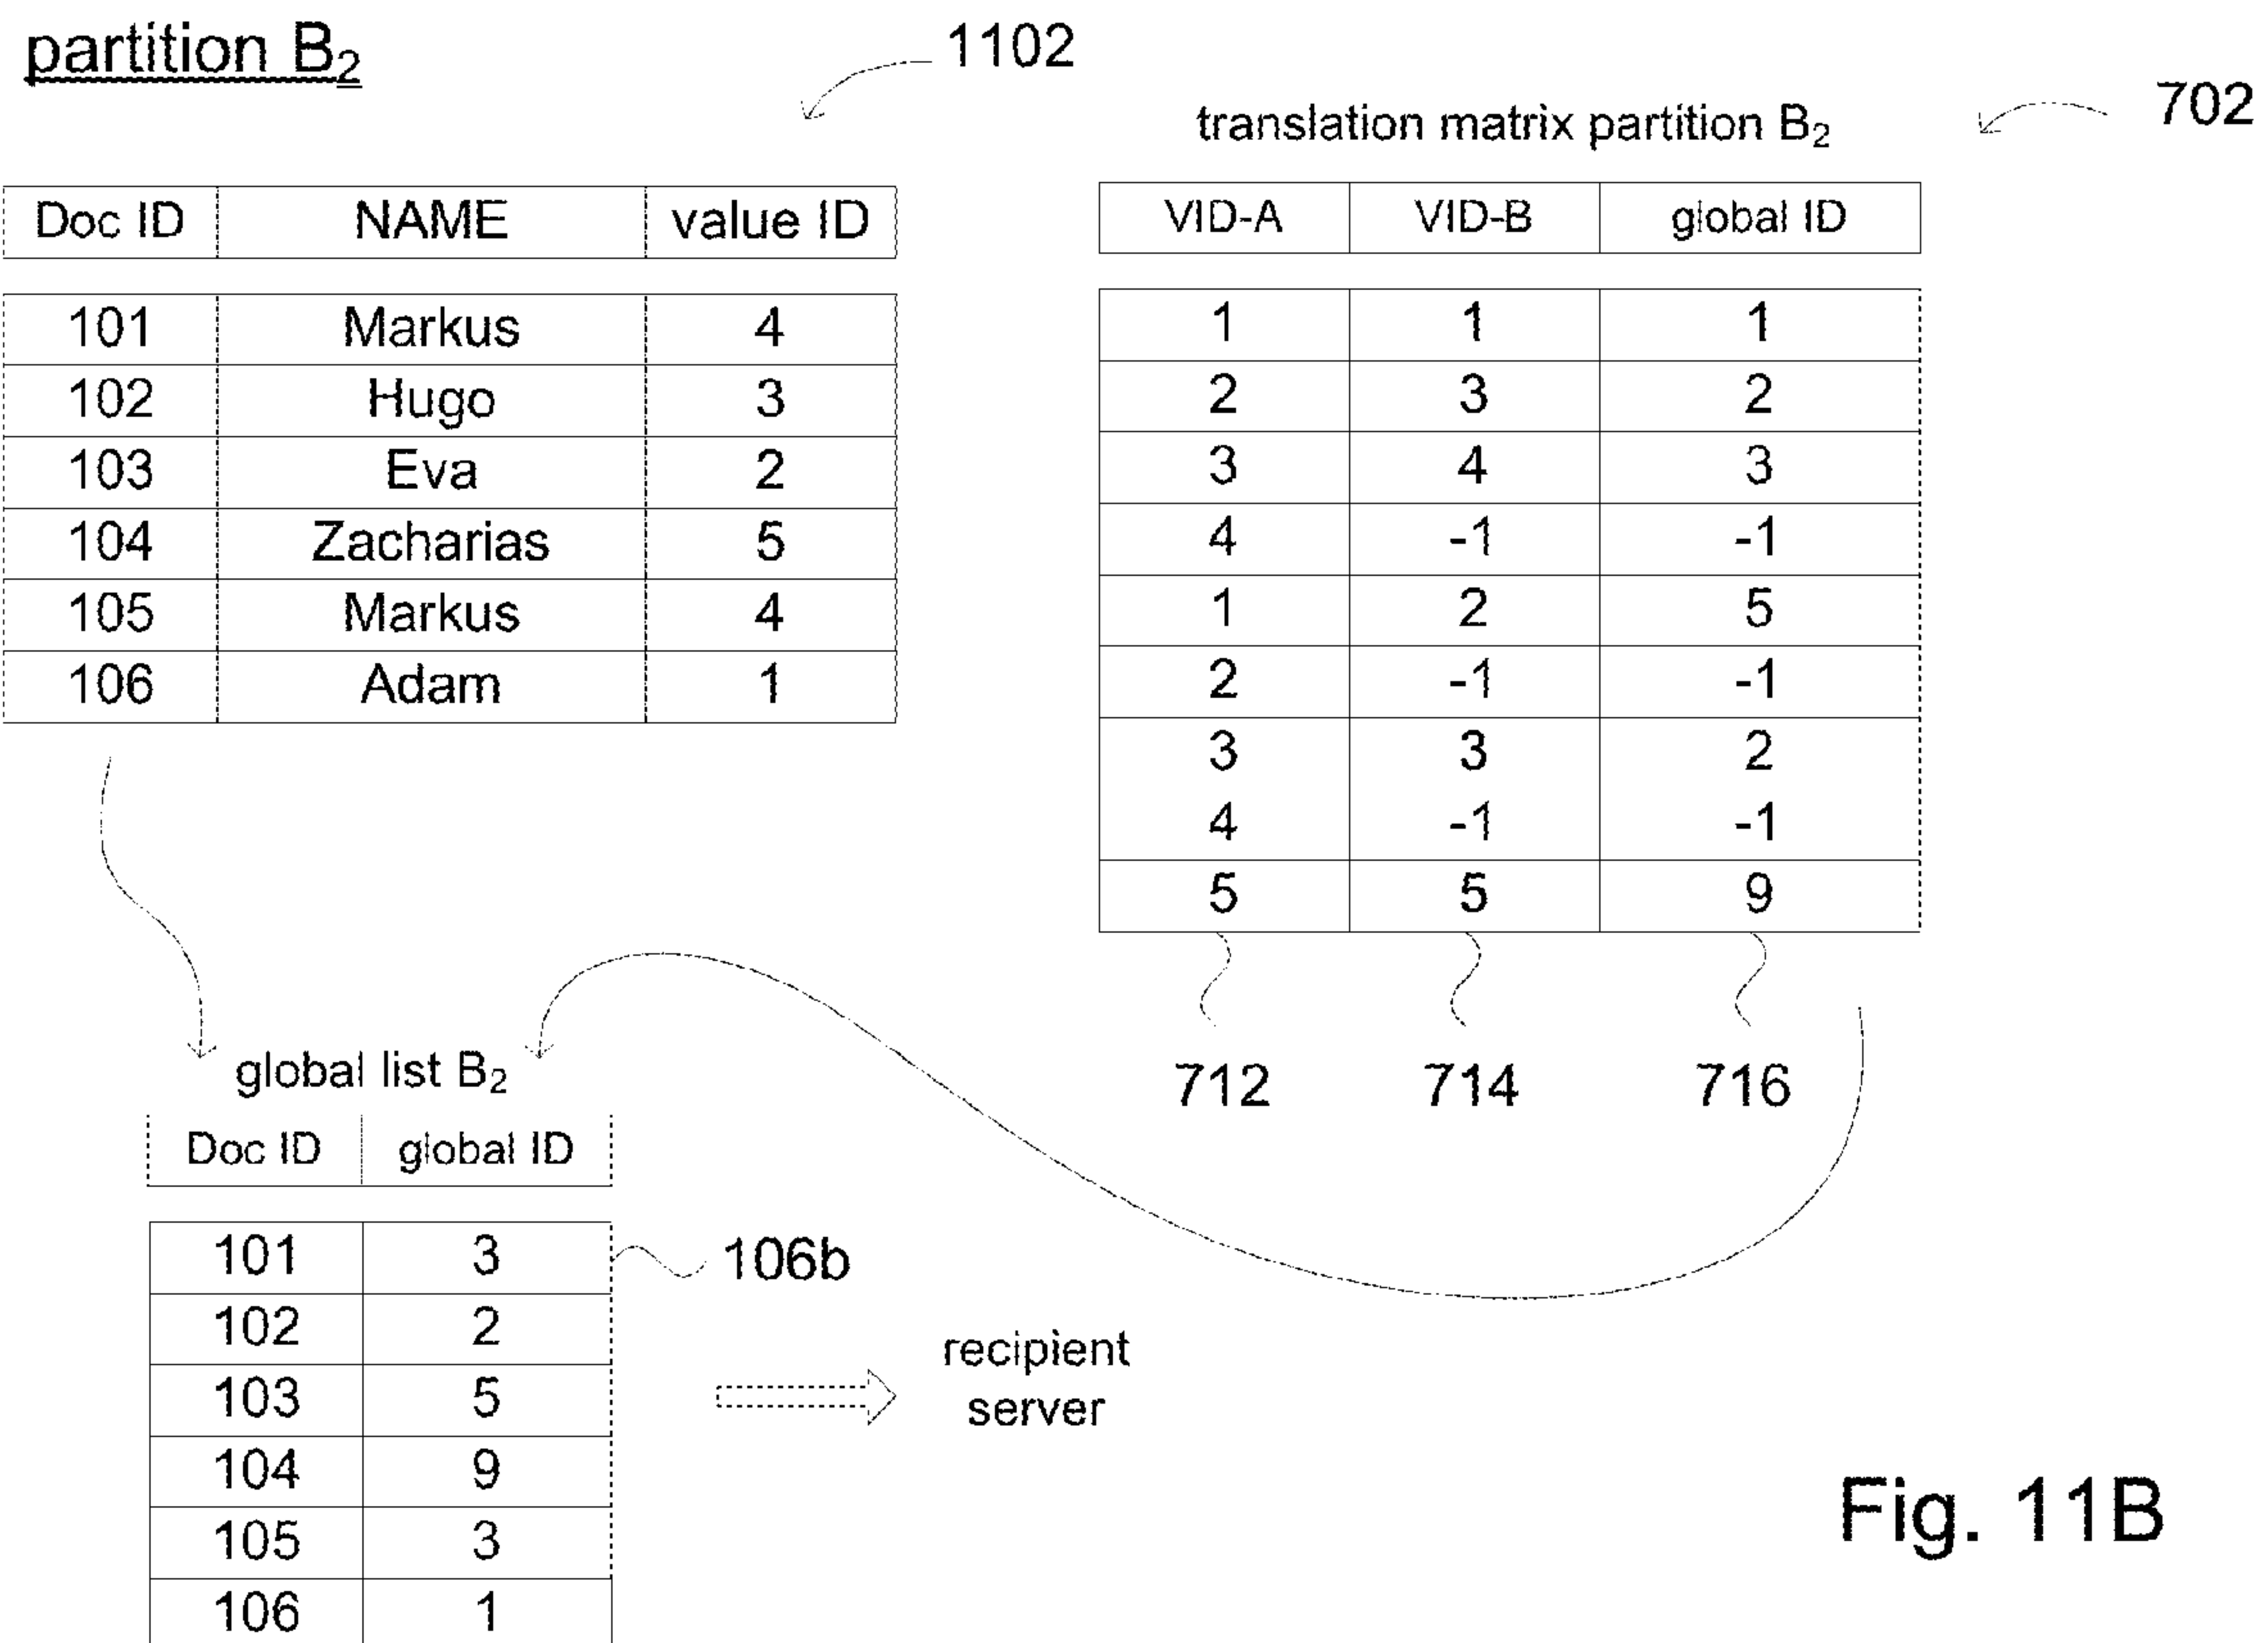 partition B₂
1102
Doc ID NAME value ID
101 Markus 4
102 Hugo 3
103 Eva 2
104 Zacharias 5
105 Markus 4
106 Adam 1
translation matrix partition B₂
702
VID-A VID-B global ID
1 1 1
2 3 2
3 4 3
4 -1 -1
1 2 5
2 -1 -1
3 3 2
4 -1 -1
5 5 9
712 714 716
global list B₂
Doc ID global ID
101 3
102 2
103 5
104 9
105 3
106 1
106b
recipient
server
Fig. 11B